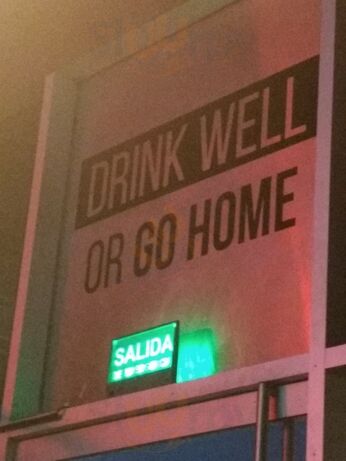 DRINK WELL
OR GO HOME
SALIDA